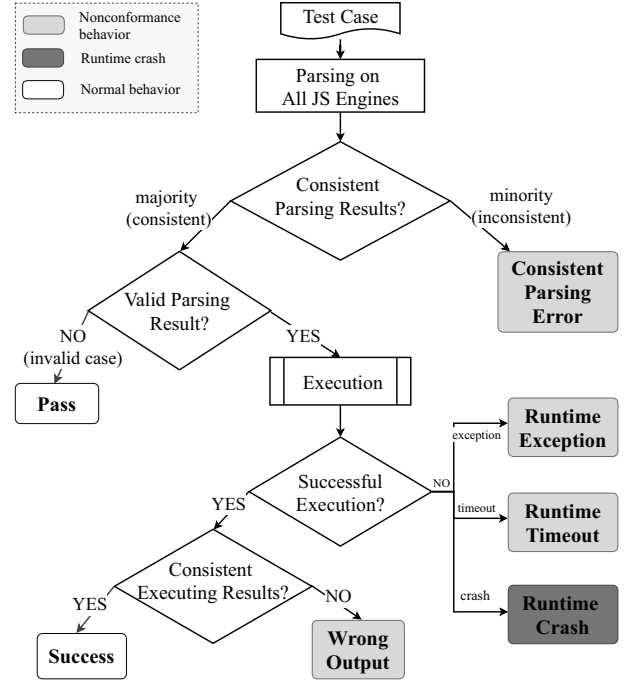 Nonconformance
behavior
Runtime crash
Normal behavior
Test Case
Parsing on
All JS Engines
Consistent
Parsing Results?
majority
(consistent)
minority
(inconsistent)
Consistent
Parsing
Error
Valid Parsing
Result?
NO
(invalid case)
YES
Pass
Execution
Successful
Execution?
NO
exception
Runtime
Exception
timeout
Runtime
Timeout
crash
Runtime
Crash
YES
Consistent
Executing Results?
YES
NO
Success
Wrong
Output